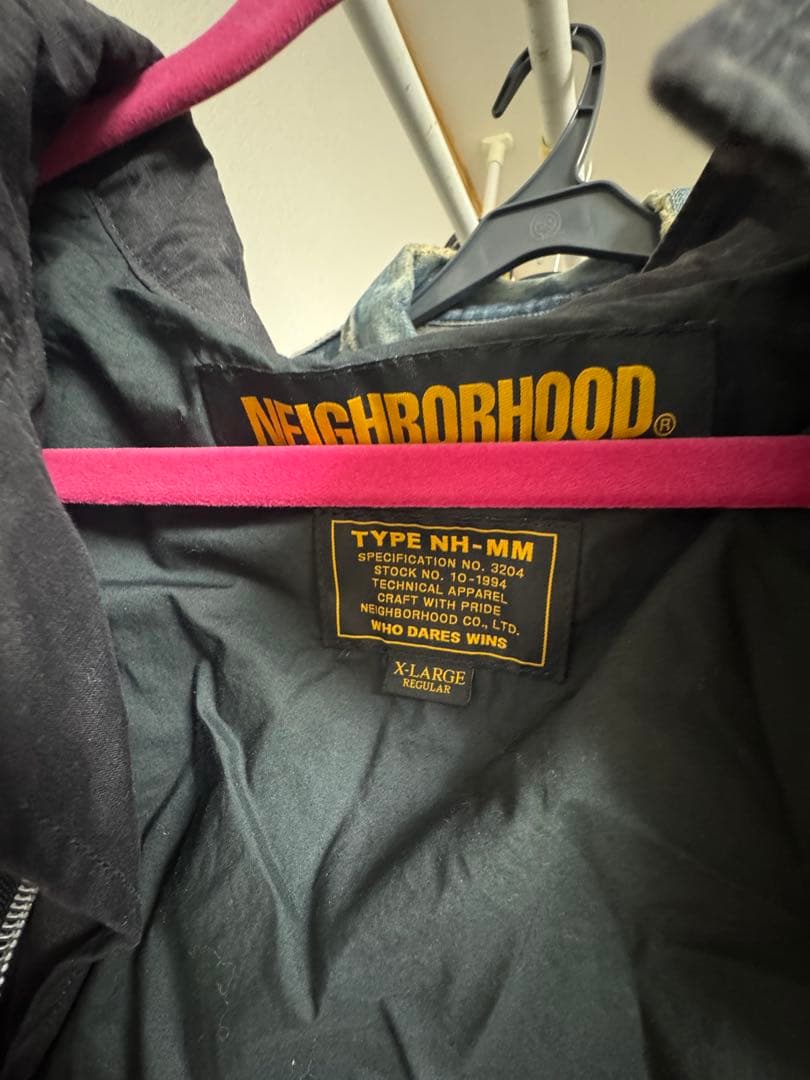 NEIGHBORHOOD®
TYPE NH-MM
SPECIFICATION NO. 3204
STOCK NO. 10-1994
TECHNICAL APPAREL
CRAFT WITH PRIDE
NEIGHBORHOOD CO., LTD.
WHO DARES WINS
X-LARGE
REGULAR